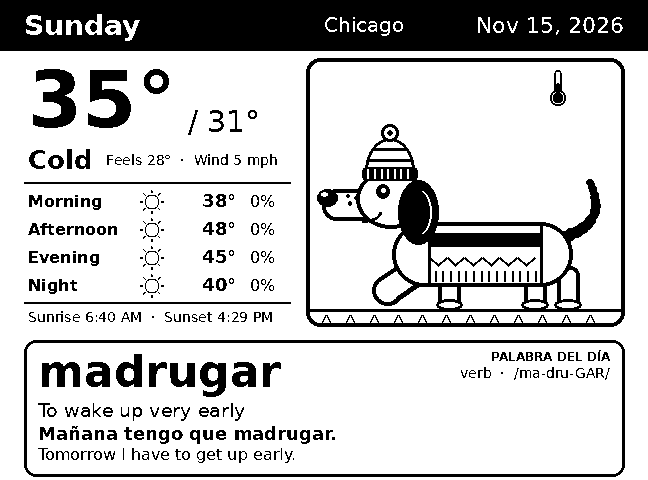 Sunday Chicago Nov 15, 2026
35° / 31°
Cold Feels 28° · Wind 5 mph
Morning 38° 0%
Afternoon 48° 0%
Evening 45° 0%
Night 40° 0%
Sunrise 6:40 AM · Sunset 4:29 PM
madrugar
PALABRA DEL DÍA
verb · /ma-dru-GAR/
To wake up very early
Mañana tengo que madrugar.
Tomorrow I have to get up early.